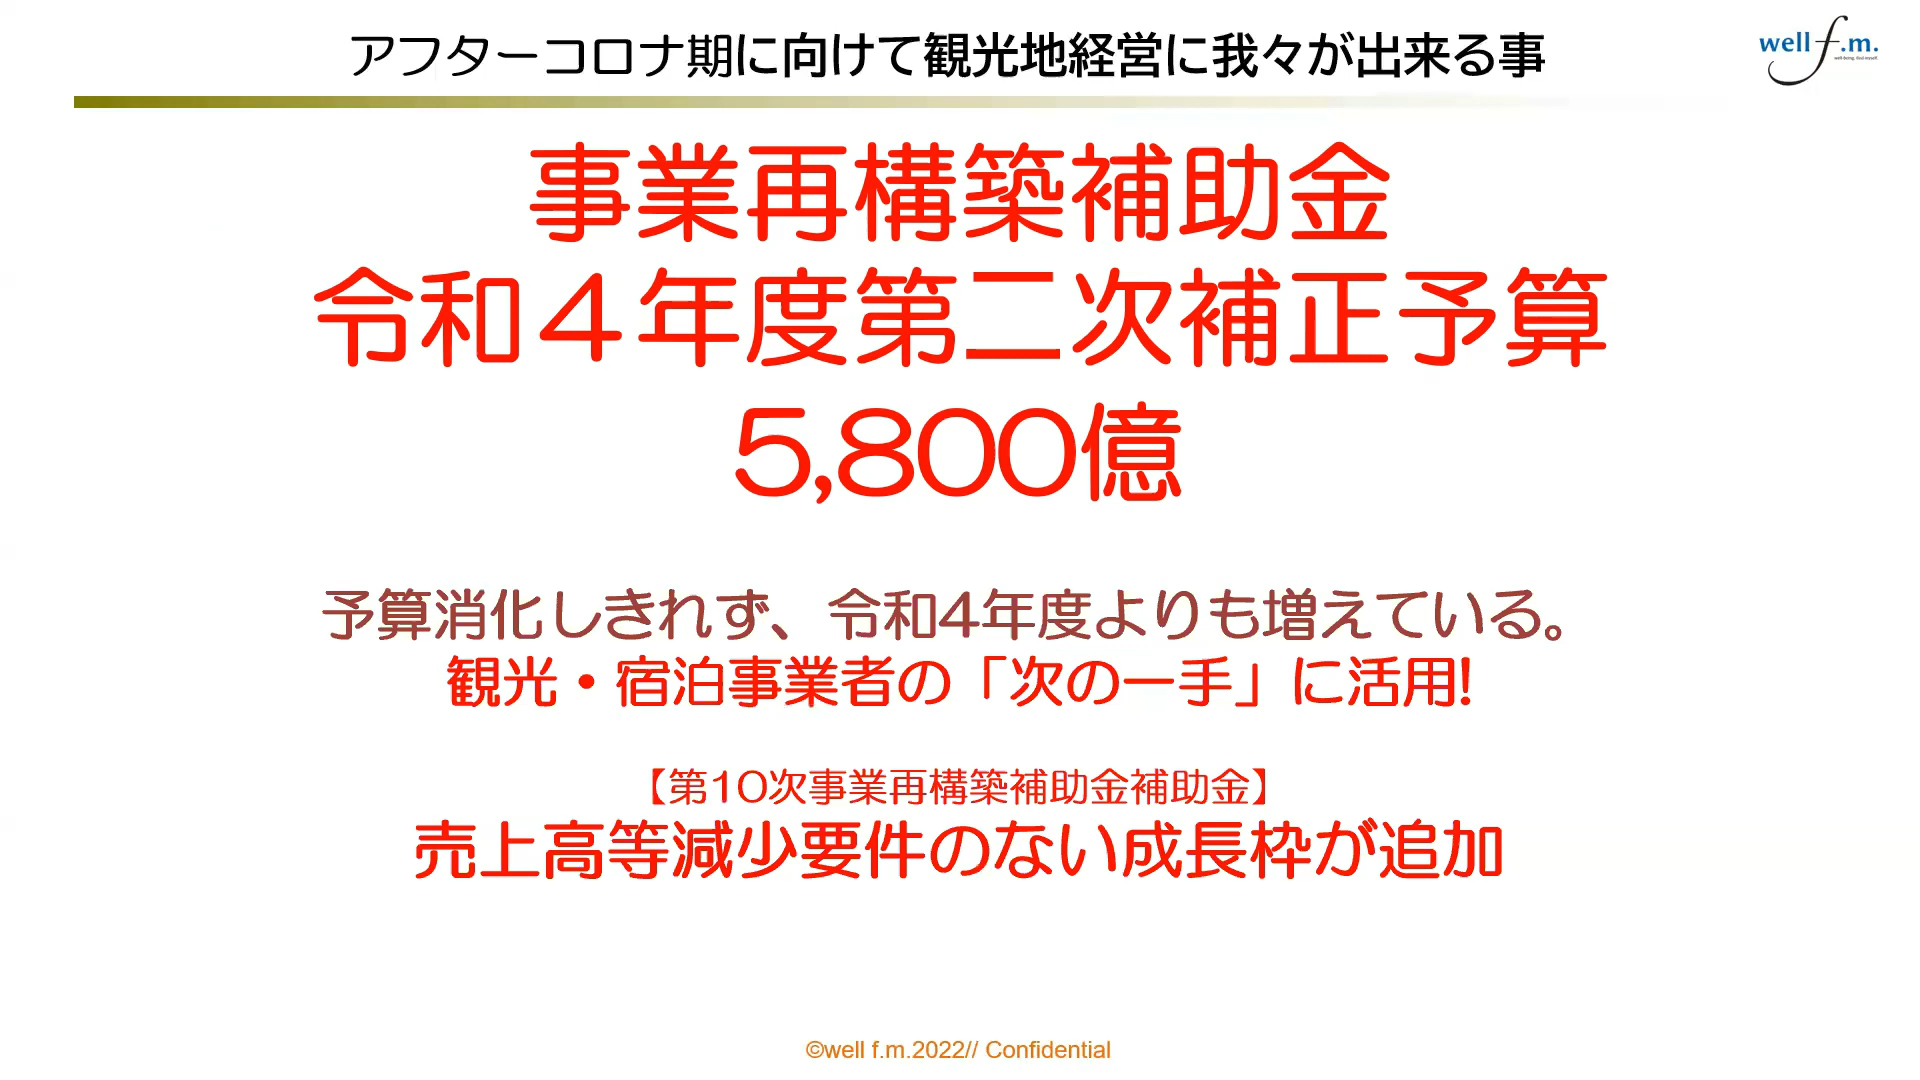 アフターコロナ期に向けて観光地経営に我々が出来る事
well f.m.
事業再構築補助金
令和４年度第二次補正予算
5,800億
予算消化しきれず、令和4年度よりも増えている。
観光・宿泊事業者の「次の一手」に活用!
【第10次事業再構築補助金補助金】
売上高等減少要件のない成長枠が追加
©well f.m.2022// Confidential